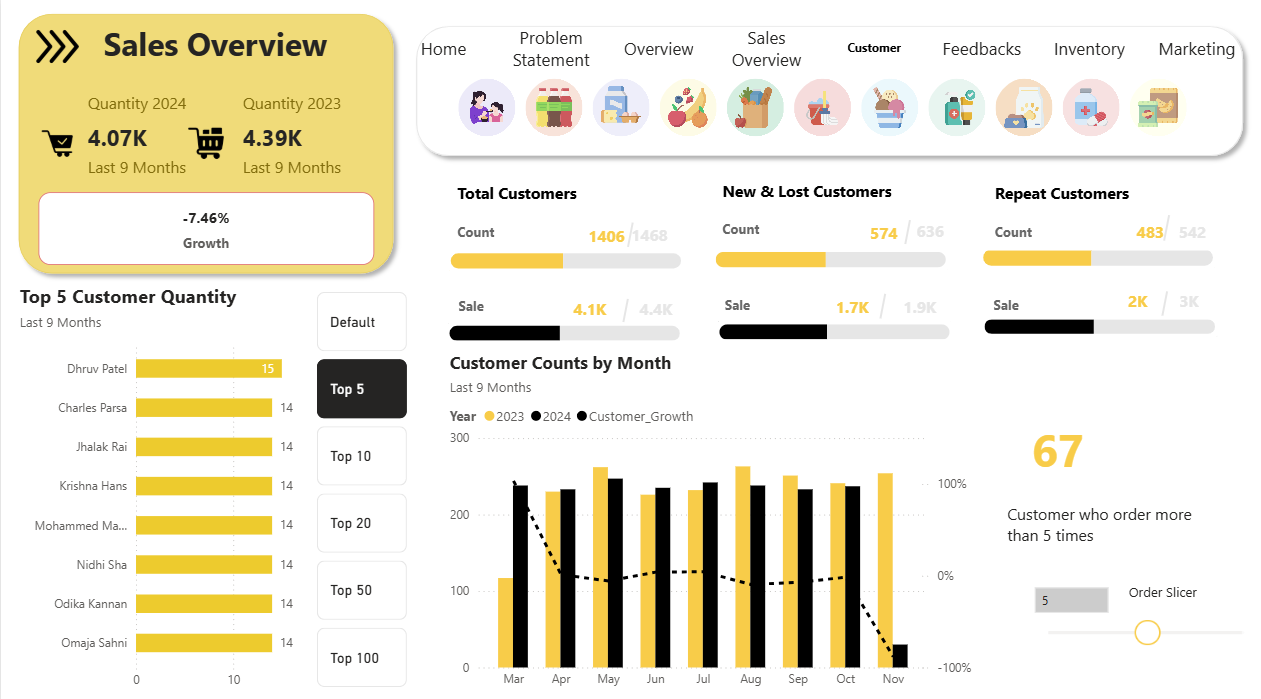 Sales Overview
Quantity 2024
Quantity 2023
4.07K
4.39K
Last 9 Months
Last 9 Months
-7.46%
Growth
Home
Problem
Statement
Overview
Sales
Overview
Customer
Feedbacks
Inventory
Marketing
Total Customers
Count
1406/1468
Sale
4.1K / 4.4K
New & Lost Customers
Count
574 / 636
Sale
1.7K / 1.9K
Repeat Customers
Count
483/ 542
Sale
2K / 3K
Top 5 Customer Quantity
Last 9 Months
Dhruv Patel 15
Charles Parsa 14
Jhalak Rai 14
Krishna Hans 14
Mohammed Ma... 14
Nidhi Sha 14
Odika Kannan 14
Omaja Sahni 14
0 10
Default
Top 5
Top 10
Top 20
Top 50
Top 100
Customer Counts by Month
Last 9 Months
Year 2023 2024 Customer_Growth
300
200
100
0
100%
0%
-100%
Mar Apr May Jun Jul Aug Sep Oct Nov
67
Customer who order more
than 5 times
5
Order Slicer